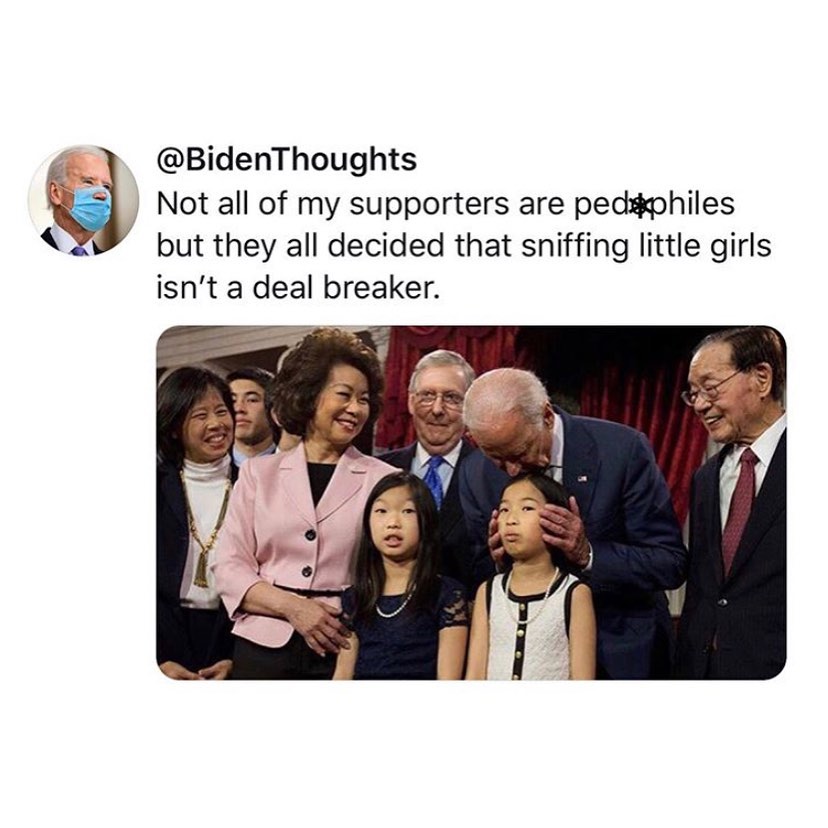 @BidenThoughts
Not all of my supporters are ped*philes
but they all decided that sniffing little girls
isn’t a deal breaker.